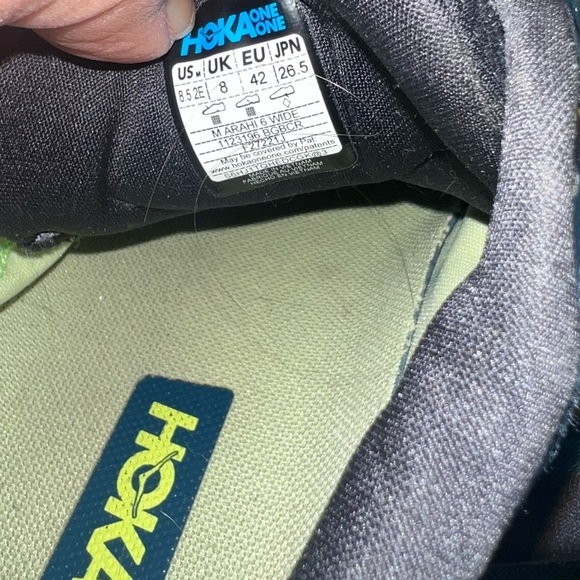 HOKA ONE ONE
US M UK EU JPN
8.5 2E 8 42 26.5
M ARAHI 6 WIDE
1123196 BGBCR
F27221J
May be covered by Pat.
www.hokaoneone.com/patents
HOKA